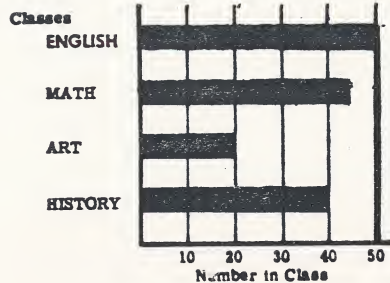 Classes
ENGLISH
MATH
ART
HISTORY
10 20 30 40 50
Number in Class